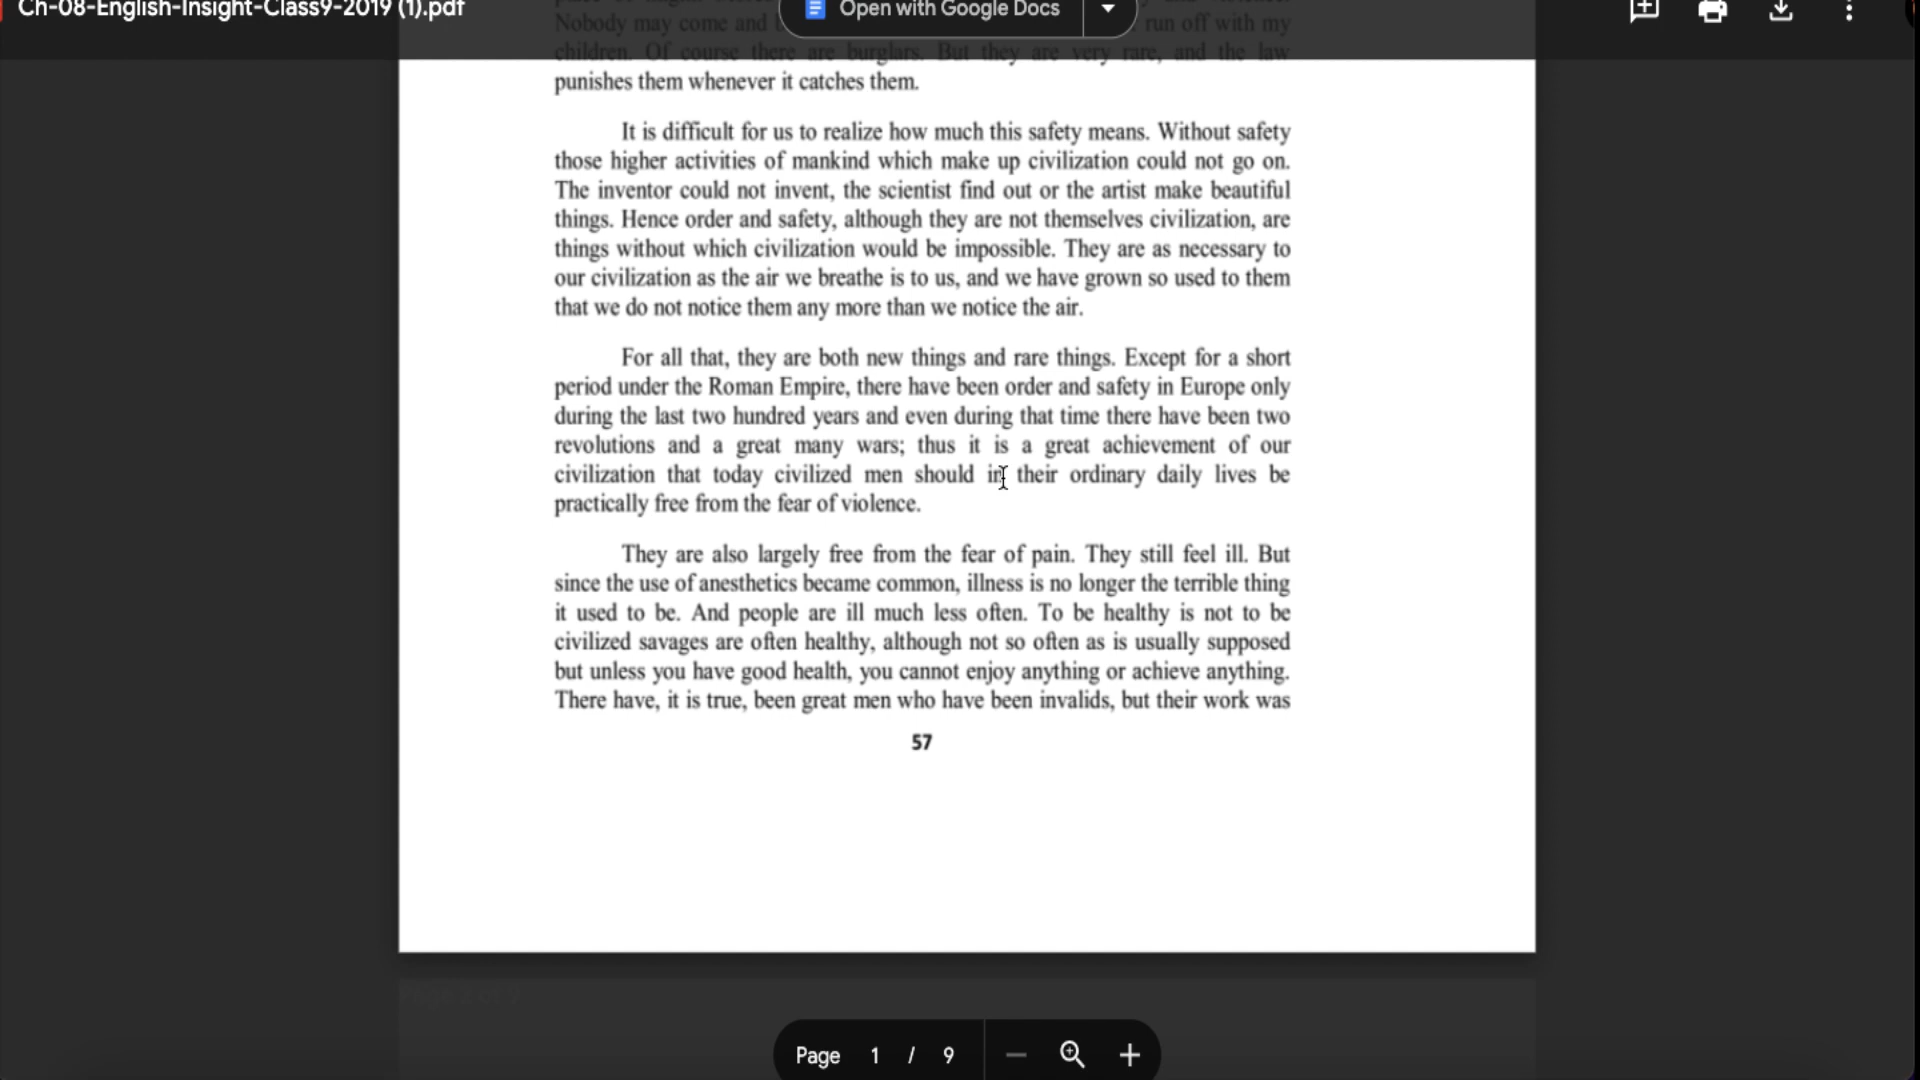 Ch-08-English-Insight-Class9-2019 (1).pdf
Open with Google Docs
Nobody may come and
run off with my
children. Of course there are burglars. But they are very rare, and the law
punishes them whenever it catches them.
It is difficult for us to realize how much this safety means. Without safety
those higher activities of mankind which make up civilization could not go on.
The inventor could not invent, the scientist find out or the artist make beautiful
things. Hence order and safety, although they are not themselves civilization, are
things without which civilization would be impossible. They are as necessary to
our civilization as the air we breathe is to us, and we have grown so used to them
that we do not notice them any more than we notice the air.
For all that, they are both new things and rare things. Except for a short
period under the Roman Empire, there have been order and safety in Europe only
during the last two hundred years and even during that time there have been two
revolutions and a great many wars; thus it is a great achievement of our
civilization that today civilized men should in their ordinary daily lives be
practically free from the fear of violence.
They are also largely free from the fear of pain. They still feel ill. But
since the use of anesthetics became common, illness is no longer the terrible thing
it used to be. And people are ill much less often. To be healthy is not to be
civilized savages are often healthy, although not so often as is usually supposed
but unless you have good health, you cannot enjoy anything or achieve anything.
There have, it is true, been great men who have been invalids, but their work was
57
Page 1 / 9